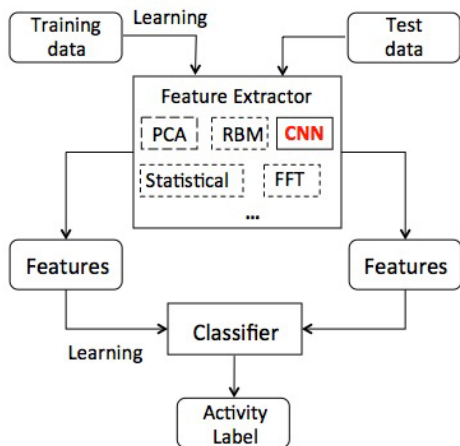 Training
data
Learning
Test
data
Feature Extractor
PCA RBM CNN
Statistical FFT
...
Features
Features
Learning
Classifier
Activity
Label